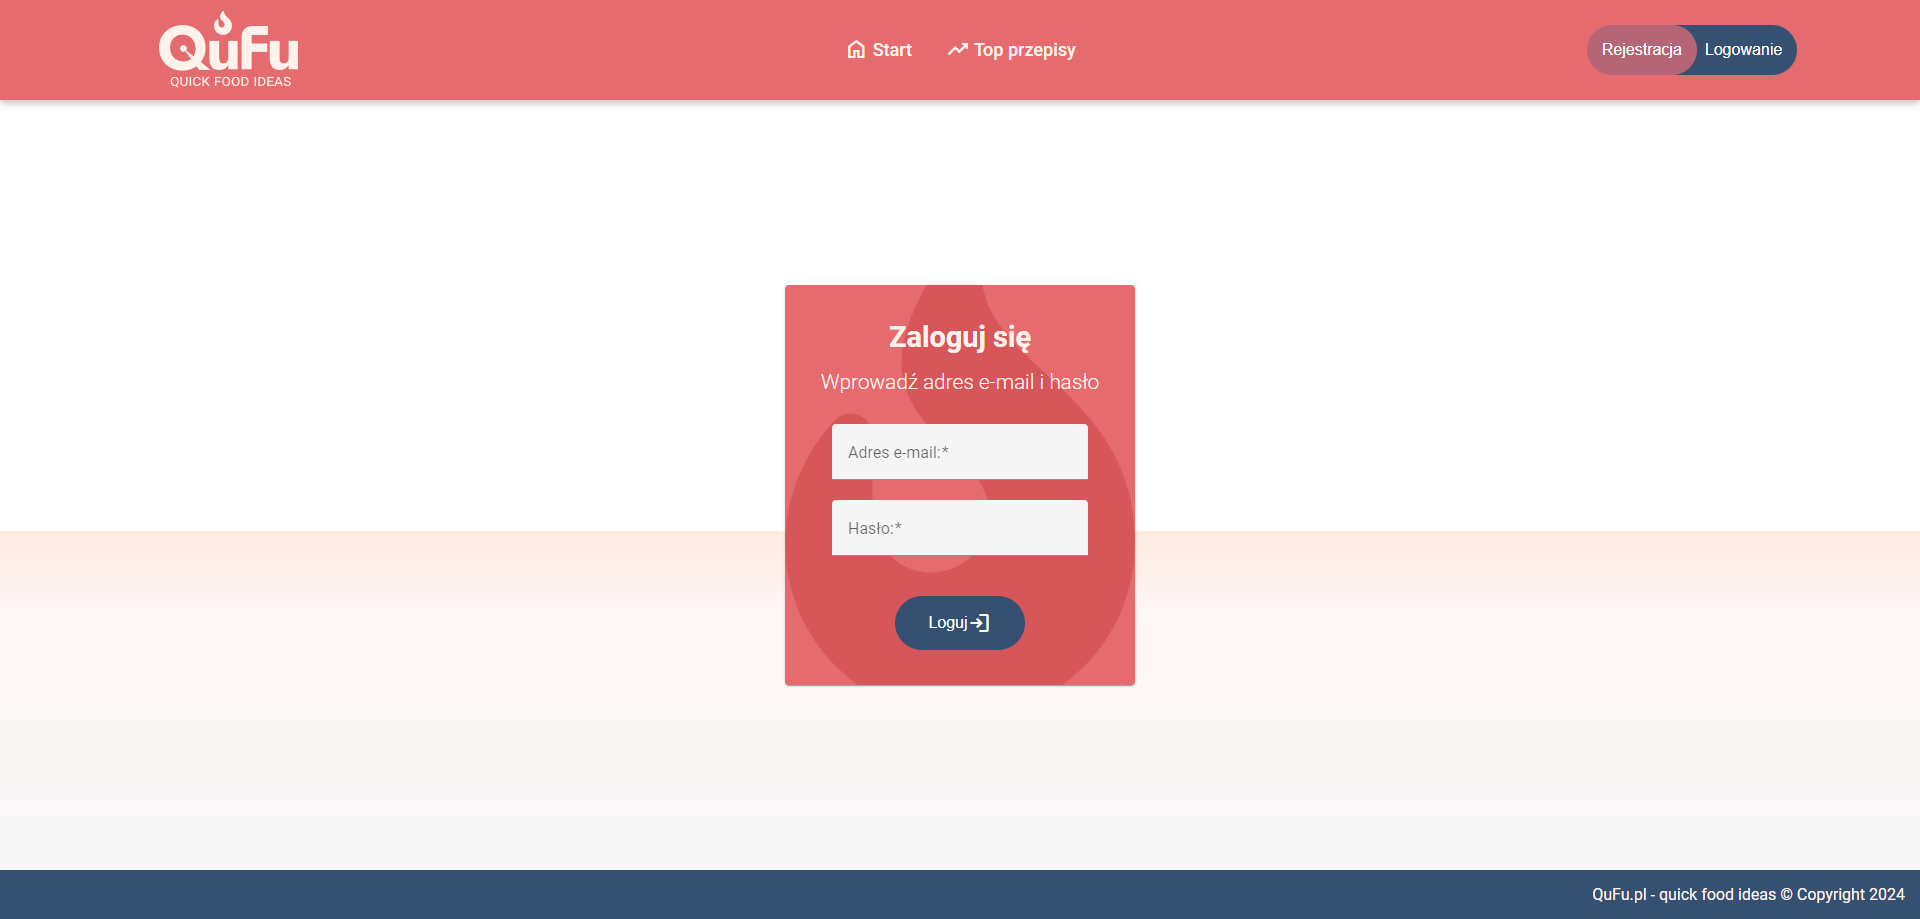 QuFu
QUICK FOOD IDEAS
Start
Top przepisy
Rejestracja
Logowanie
Zaloguj się
Wprowadź adres e-mail i hasło
Adres e-mail:*
Hasło:*
Loguj
QuFu.pl - quick food ideas © Copyright 2024